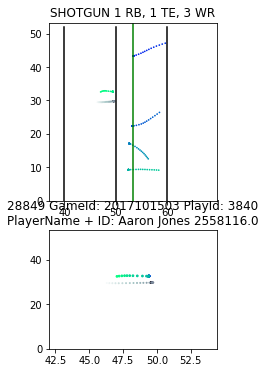 SHOTGUN 1 RB, 1 TE, 3 WR
50
40
30
20
10
0
40 50 60
28849 GameId: 2017101503 PlayId: 3840
PlayerName + ID: Aaron Jones 2558116.0
40
20
0
42.5 45.0 47.5 50.0 52.5